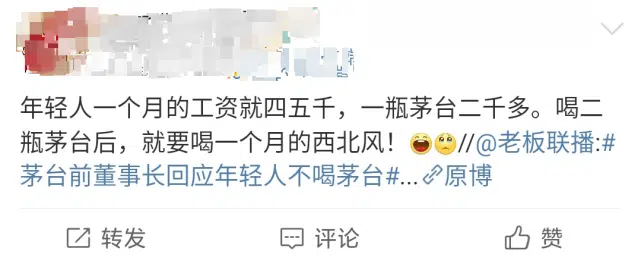 年轻人一个月的工资就四五千，一瓶茅台二千多。喝二
瓶茅台后，就要喝一个月的西北风！//@老板联播:#
茅台前董事长回应年轻人不喝茅台#...原博
转发
评论
赞